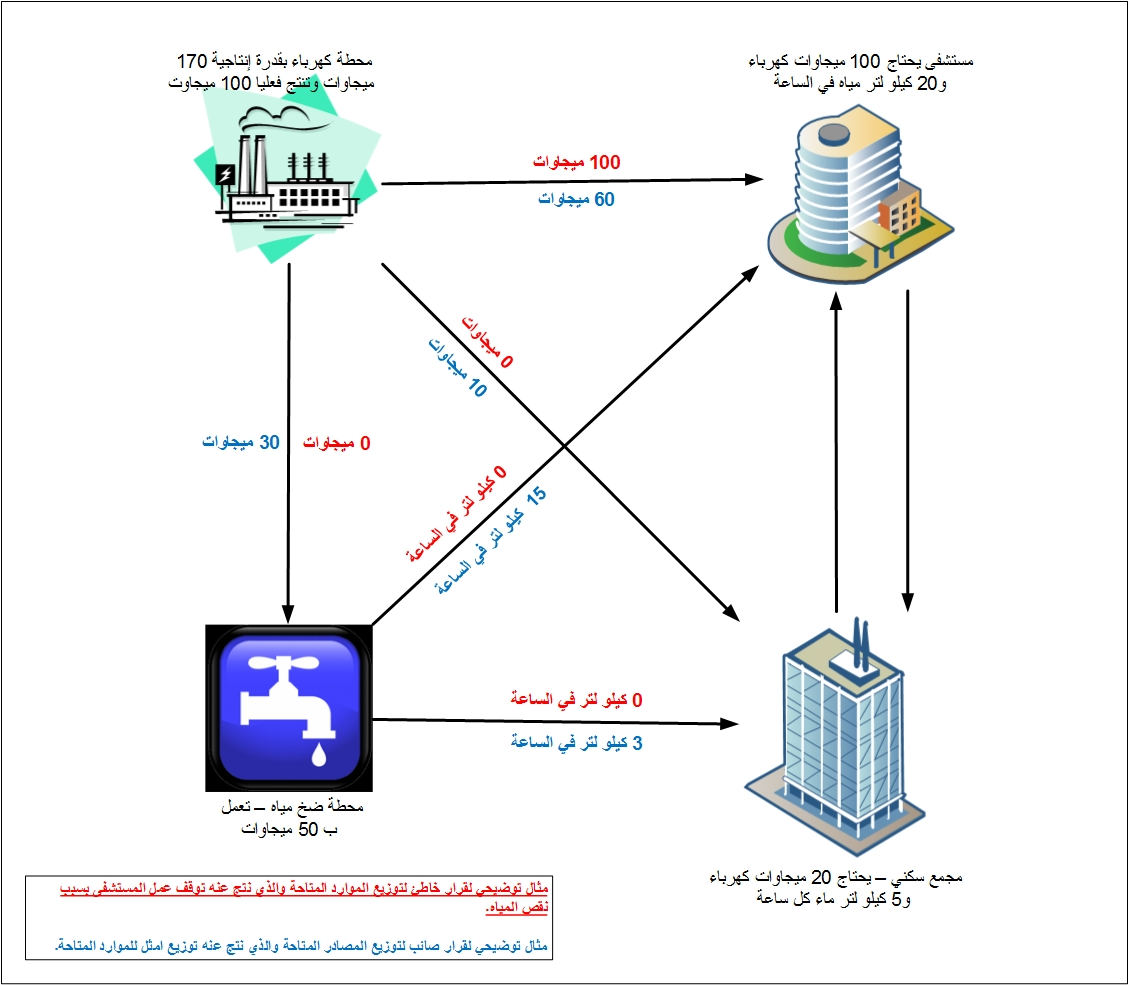 محطة كهرباء بقدرة إنتاجية 170
ميجاوات وتنتج فعليا 100 ميجاوت
مستشفى يحتاج 100 ميجاوات كهرباء
و20 كيلو لتر مياه في الساعة
100 ميجاوات
60 ميجاوات
0 ميجاوات
10 ميجاوات
30 ميجاوات
0 ميجاوات
0 كيلو لتر في الساعة
15 كيلو لتر في الساعة
0 كيلو لتر في الساعة
3 كيلو لتر في الساعة
محطة ضخ مياه – تعمل
ب 50 ميجاوات
مجمع سكني – يحتاج 20 ميجاوات كهرباء
و5 كيلو لتر ماء كل ساعة
مثال توضيحي لقرار خاطئ لتوزيع الموارد المتاحة والذي نتج عنه توقف عمل المستشفى بسبب
نقص المياه.
مثال توضيحي لقرار صائب لتوزيع المصادر المتاحة والذي نتج عنه توزيع امثل للموارد المتاحة.